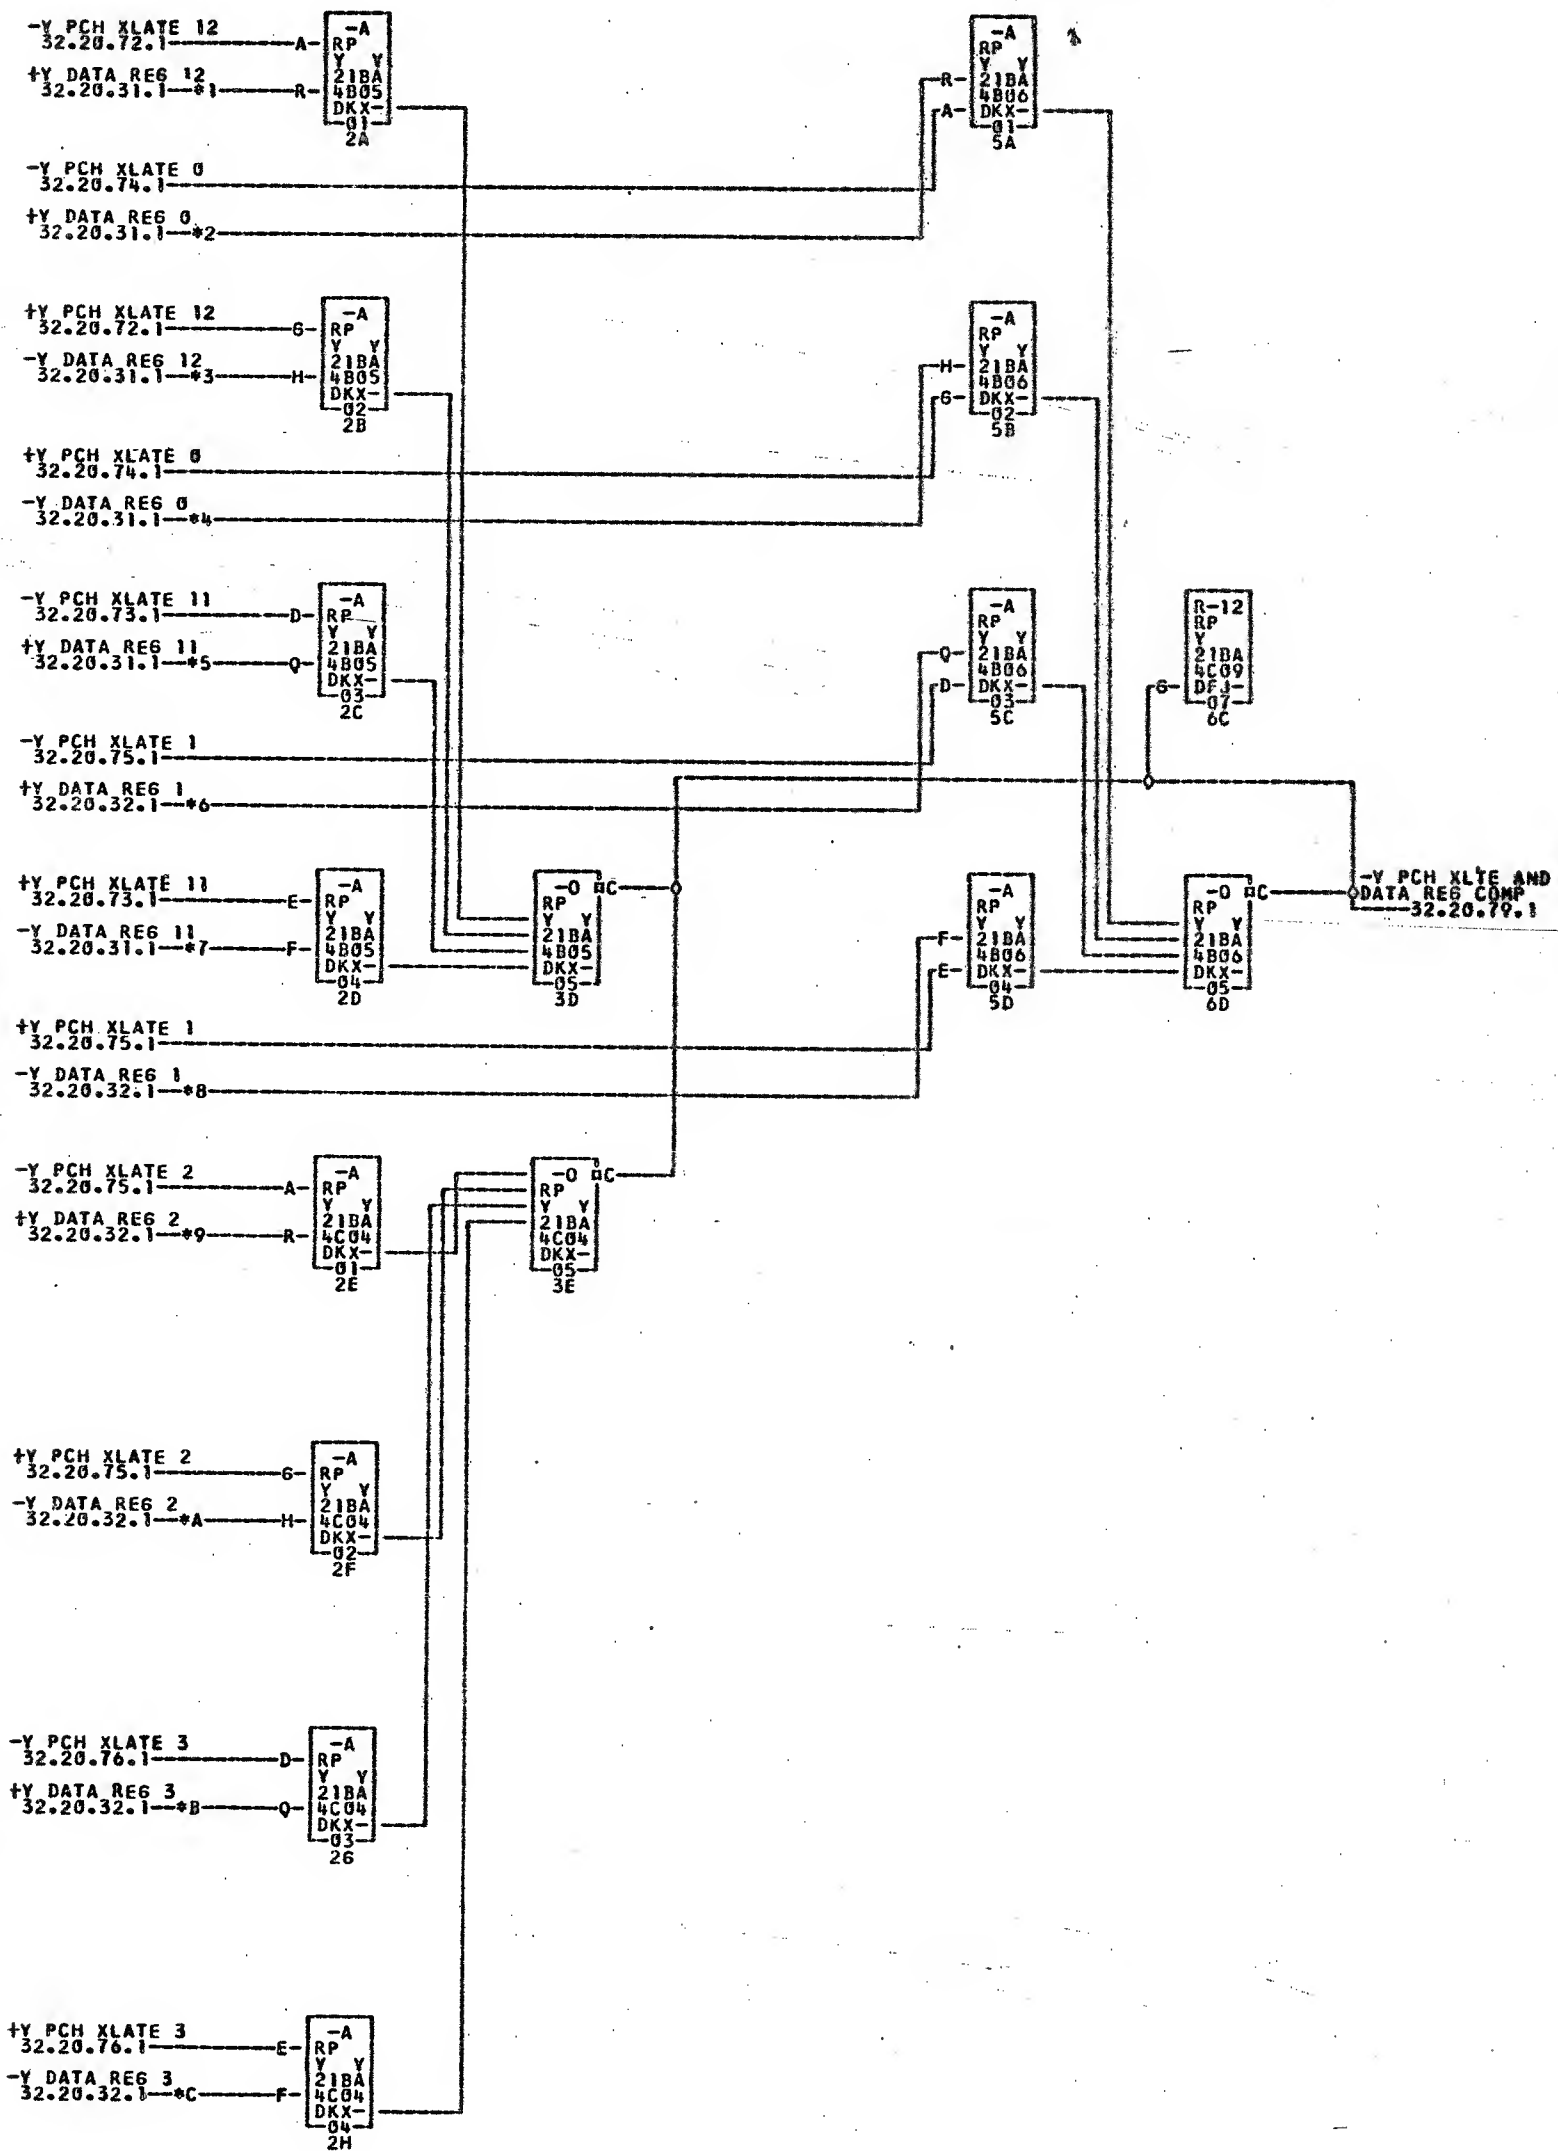 -Y PCH XLATE 12
32.20.72.1 A-
+Y DATA REG 12
32.20.31.1 *1 R-
-A
RP
Y Y
21BA
4B05
DKX-
01
2A
-A
RP
Y Y
R- 21BA
4B06
A- DKX-
01
5A
-Y PCH XLATE 0
32.20.74.1
+Y DATA REG 0
32.20.31.1 *2
+Y PCH XLATE 12
32.20.72.1 G-
-Y DATA REG 12
32.20.31.1 *3 H-
-A
RP
Y Y
21BA
4B05
DKX-
02
2B
-A
RP
Y Y
H- 21BA
4B06
G- DKX-
02
5B
+Y PCH XLATE 0
32.20.74.1
-Y DATA REG 0
32.20.31.1 *4
-Y PCH XLATE 11
32.20.73.1 D-
+Y DATA REG 11
32.20.31.1 *5 Q-
-A
RP
Y Y
21BA
4B05
DKX-
03
2C
-A
RP
Y Y
Q- 21BA
4B06
D- DKX-
03
5C
R-12
RP
Y
21BA
4C09
G- DFJ-
07
6C
-Y PCH XLATE 1
32.20.75.1
+Y DATA REG 1
32.20.32.1 *6
+Y PCH XLATE 11
32.20.73.1 E-
-Y DATA REG 11
32.20.31.1 *7 F-
-A
RP
Y Y
21BA
4B05
DKX-
04
2D
-O C
RP
Y Y
21BA
4B05
DKX-
05
3D
-A
RP
Y Y
F- 21BA
4B06
E- DKX-
04
5D
-O C
RP
Y Y
21BA
4B06
DKX-
05
6D
-Y PCH XLTE AND
DATA REG COMP
32.20.79.1
+Y PCH XLATE 1
32.20.75.1
-Y DATA REG 1
32.20.32.1 *8
-Y PCH XLATE 2
32.20.75.1 A-
+Y DATA REG 2
32.20.32.1 *9 R-
-A
RP
Y Y
21BA
4C04
DKX-
01
2E
-O C
RP
Y Y
21BA
4C04
DKX-
05
3E
+Y PCH XLATE 2
32.20.75.1 G-
-Y DATA REG 2
32.20.32.1 *A H-
-A
RP
Y Y
21BA
4C04
DKX-
02
2F
-Y PCH XLATE 3
32.20.76.1 D-
+Y DATA REG 3
32.20.32.1 *B Q-
-A
RP
Y Y
21BA
4C04
DKX-
03
2G
+Y PCH XLATE 3
32.20.76.1 E-
-Y DATA REG 3
32.20.32.1 *C F-
-A
RP
Y Y
21BA
4C04
DKX-
04
2H